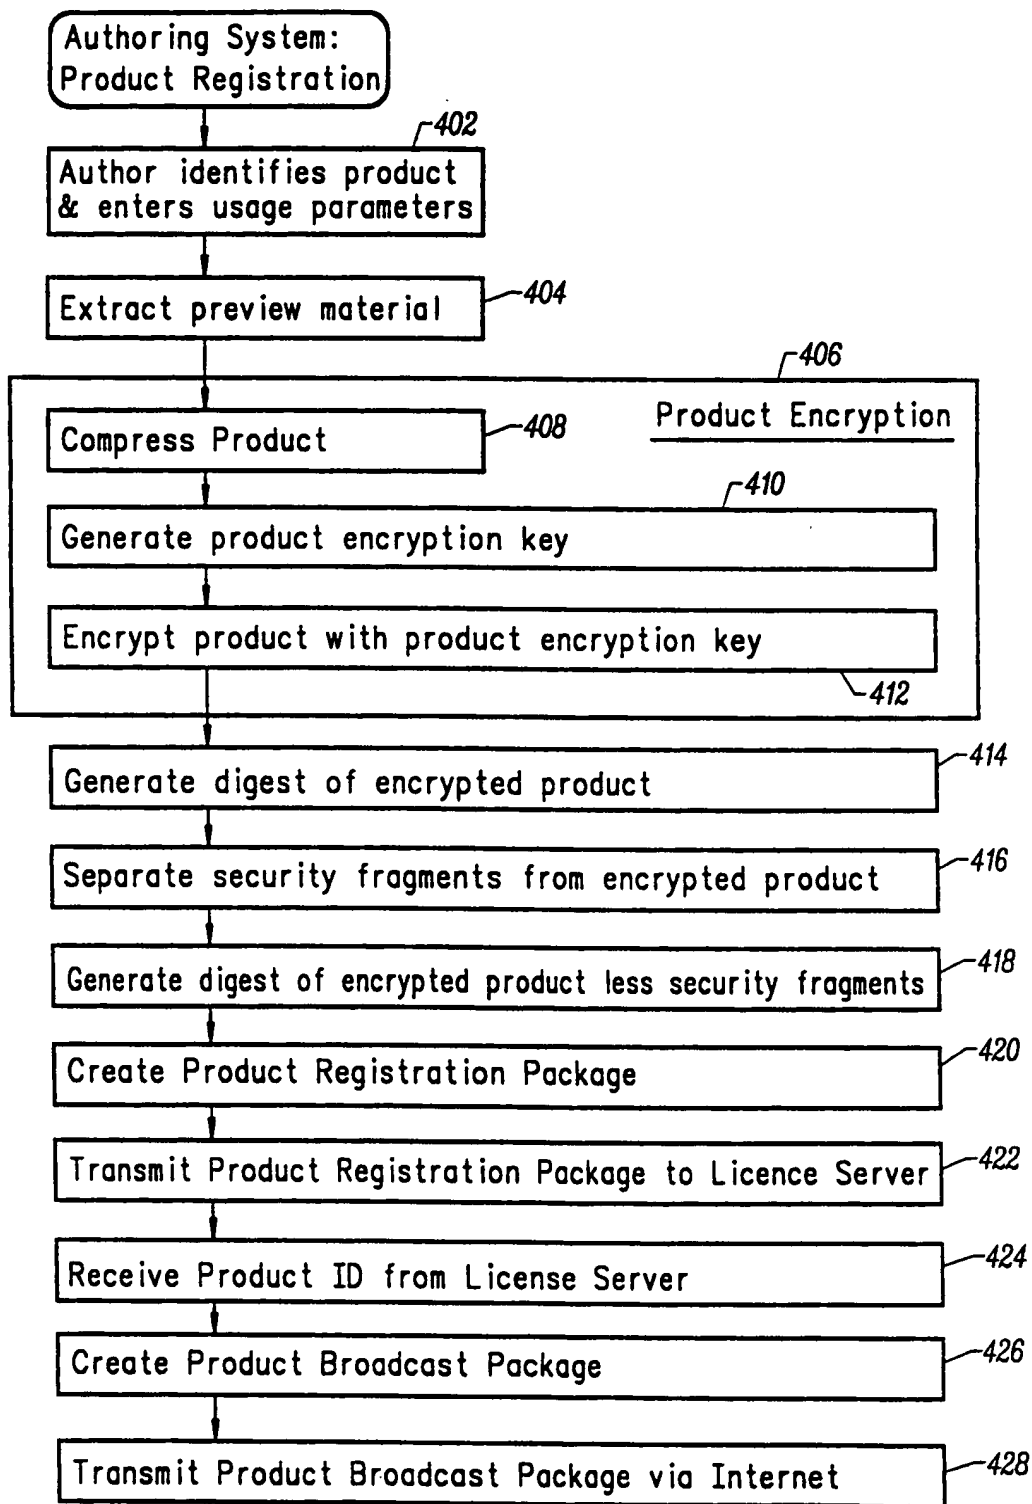 Authoring System:
Product Registration
402
Author identifies product
& enters usage parameters
Extract preview material
404
406
Product Encryption
Compress Product
408
410
Generate product encryption key
Encrypt product with product encryption key
412
Generate digest of encrypted product
414
Separate security fragments from encrypted product
416
Generate digest of encrypted product less security fragments
418
Create Product Registration Package
420
Transmit Product Registration Package to Licence Server
422
Receive Product ID from License Server
424
Create Product Broadcast Package
426
Transmit Product Broadcast Package via Internet
428